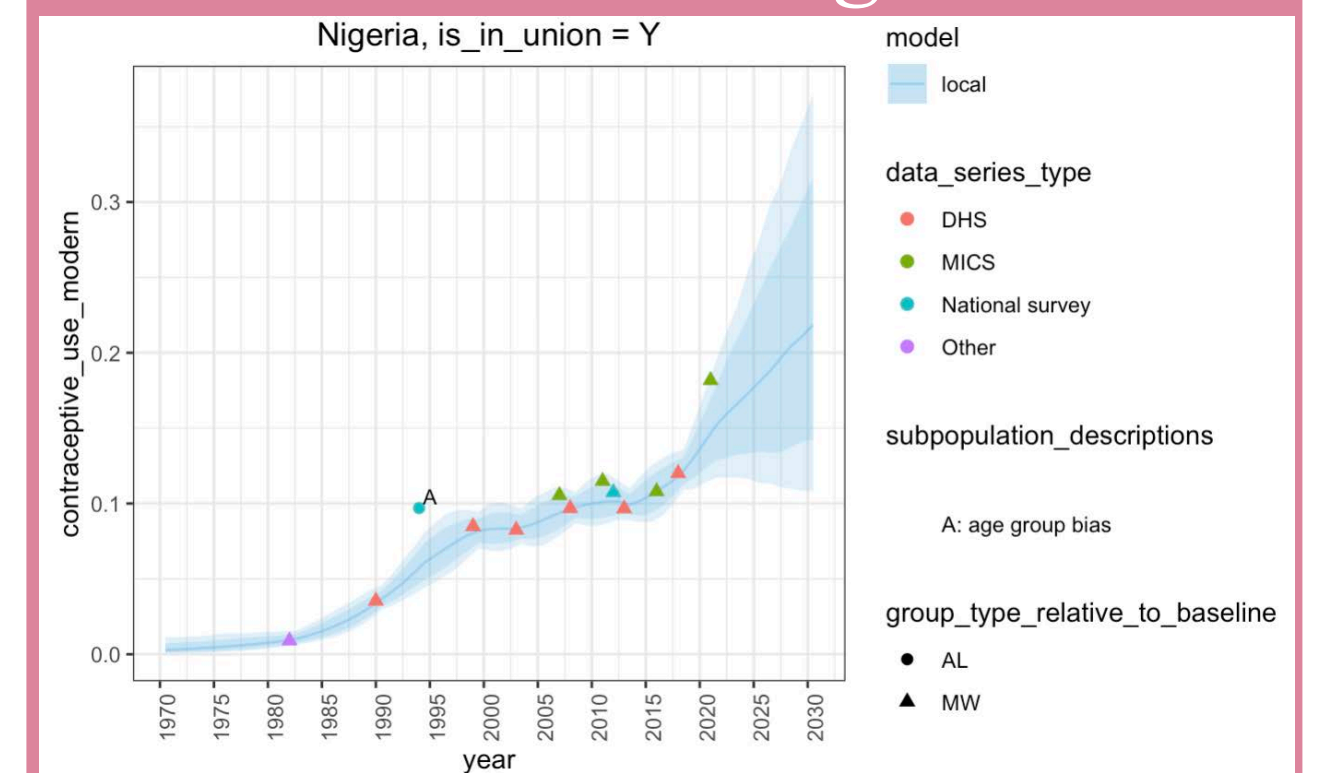 Nigeria, is_in_union = Y
contraceptive_use_modern
0.3
0.2
0.1
0.0
A
1970 1975 1980 1985 1990 1995 2000 2005 2010 2015 2020 2025 2030
year
model
local
data_series_type
DHS
MICS
National survey
Other
subpopulation_descriptions
A: age group bias
group_type_relative_to_baseline
AL
MW